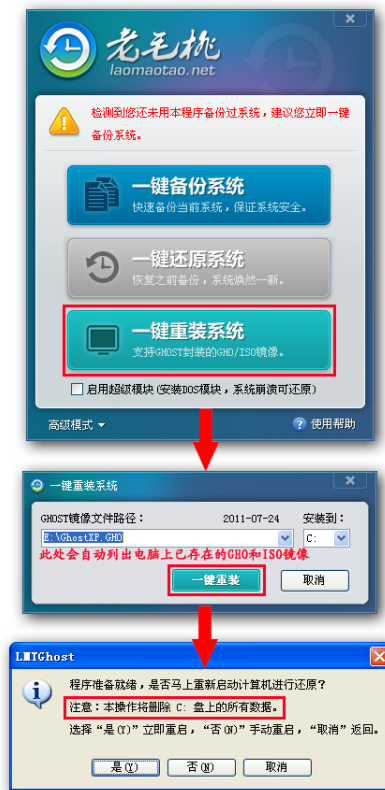 老毛桃
laomaotao.net
检测到您还未用本程序备份过系统，建议您立即一键
备份系统。
一键备份系统
快速备份当前系统，保证系统安全。
一键还原系统
恢复之前备份，系统焕然一新。
一键重装系统
支持GHOST封装的GHO/ISO镜像。
启用超级模块(安装DOS模块，系统崩溃可还原)
高级模式
使用帮助
一键重装系统
GHOST镜像文件路径： 2011-07-24 安装到：
E:\GhostXP.GHO C:
此处会自动列出电脑上已存在的GHO和ISO镜像
一键重装 取消
LMTGhost
程序准备就绪，是否马上重新启动计算机进行还原？
注意：本操作将删除 C: 盘上的所有数据。
选择“是(Y)”立即重启，“否(N)”手动重启，“取消”返回。
是(Y) 否(N) 取消